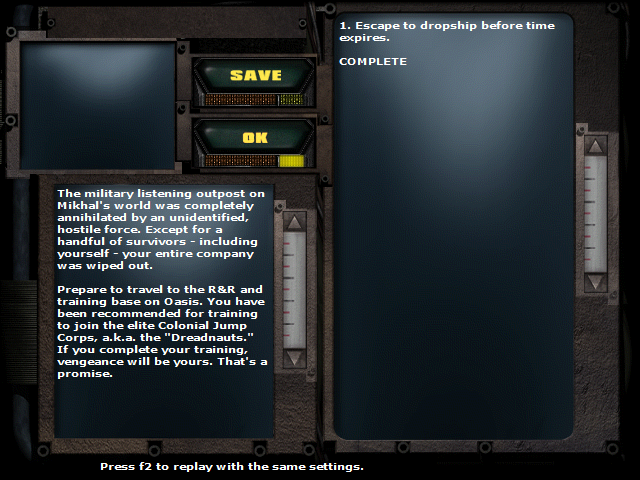 SAVE
OK
The military listening outpost on
Mikhal's world was completely
annihilated by an unidentified,
hostile force. Except for a
handful of survivors - including
yourself - your entire company
was wiped out.
Prepare to travel to the R&R and
training base on Oasis. You have
been recommended for training
to join the elite Colonial Jump
Corps, a.k.a. the "Dreadnauts."
If you complete your training,
vengeance will be yours. That's a
promise.
1. Escape to dropship before time
expires.
COMPLETE
Press f2 to replay with the same settings.